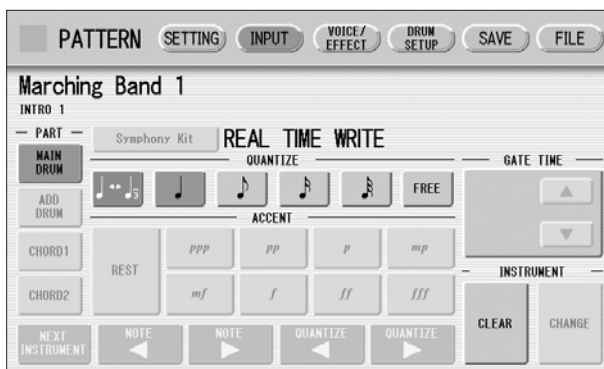 PATTERN SETTING INPUT VOICE/ EFFECT DRUM SETUP SAVE FILE
Marching Band 1
INTRO 1
PART Symphony Kit REAL TIME WRITE
MAIN DRUM
QUANTIZE
GATE TIME
5
FREE
ADD DRUM
ACCENT
CHORD1
REST ppp pp p mp
INSTRUMENT
CHORD2
mf f ff fff
CLEAR CHANGE
NEXT INSTRUMENT NOTE NOTE QUANTIZE QUANTIZE